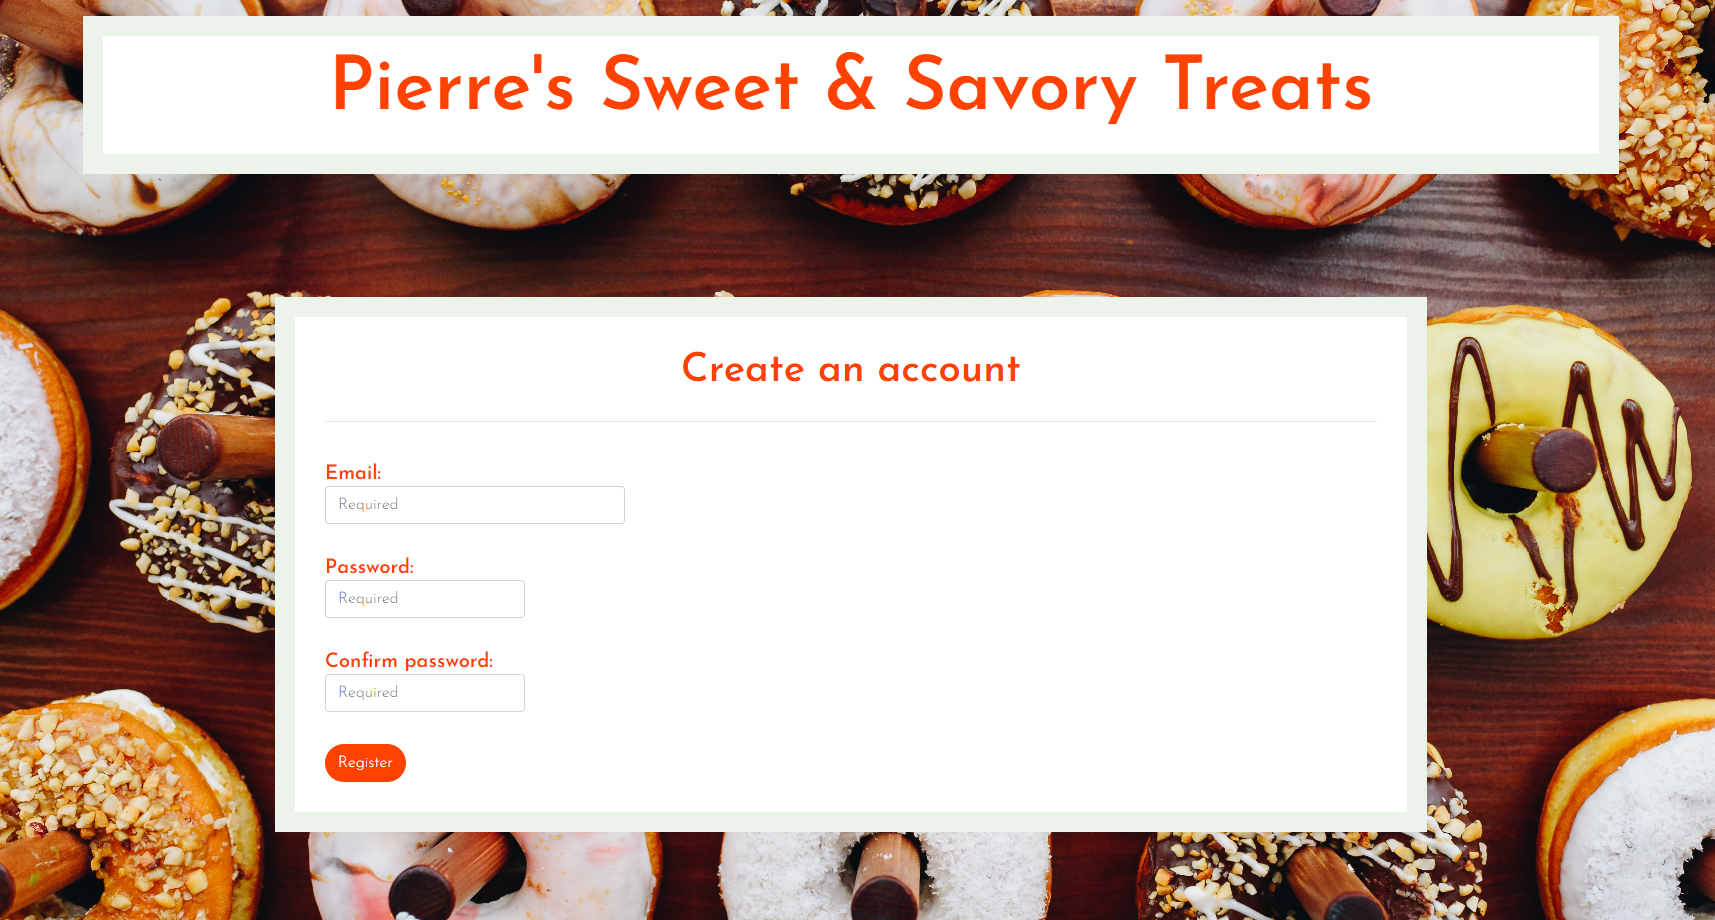 Pierre's Sweet & Savory Treats
Create an account
Email:
Required
Password:
Required
Confirm password:
Required
Register